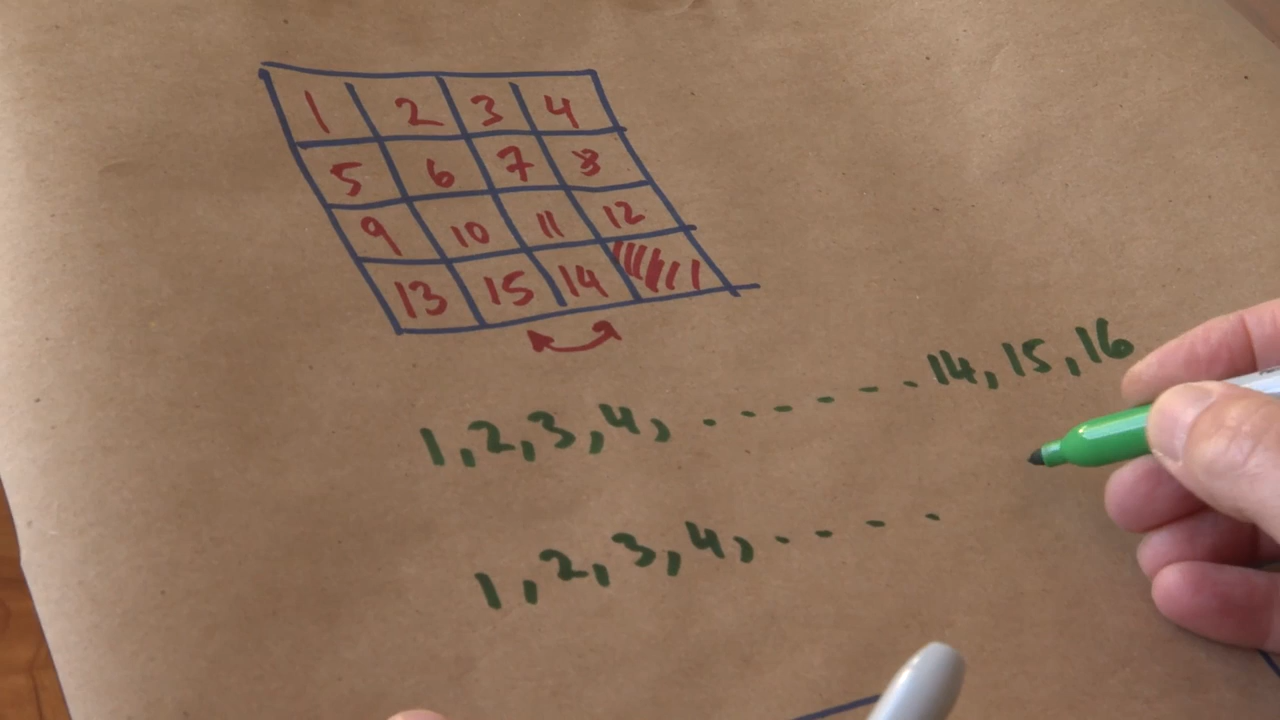 1 2 3 4
5 6 7 8
9 10 11 12
13 15 14
1, 2, 3, 4, . . . . . . . 14, 15, 16
1, 2, 3, 4, . . . . .